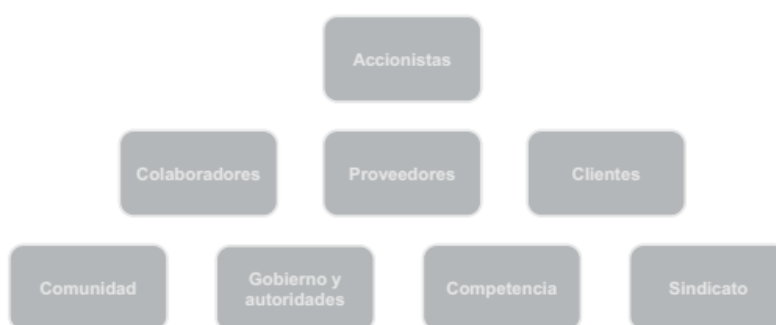 Accionistas
Colaboradores
Proveedores
Clientes
Comunidad
Gobierno y
autoridades
Competencia
Sindicato